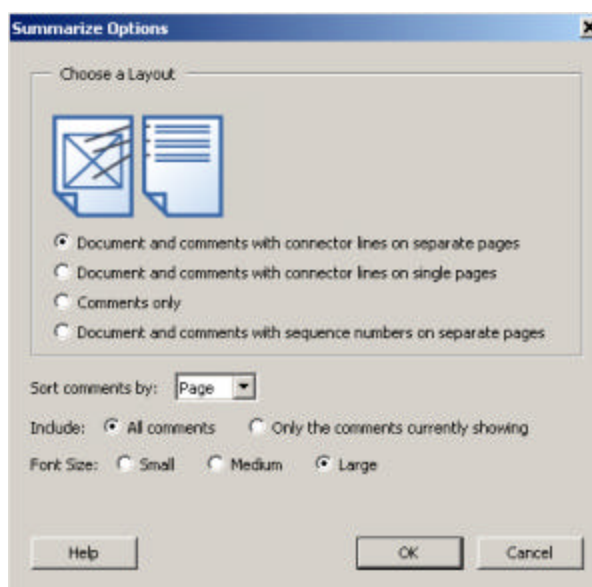 Summarize Options
Choose a Layout
Document and comments with connector lines on separate pages
Document and comments with connector lines on single pages
Comments only
Document and comments with sequence numbers on separate pages
Sort comments by: Page
Include: All comments Only the comments currently showing
Font Size: Small Medium Large
Help OK Cancel